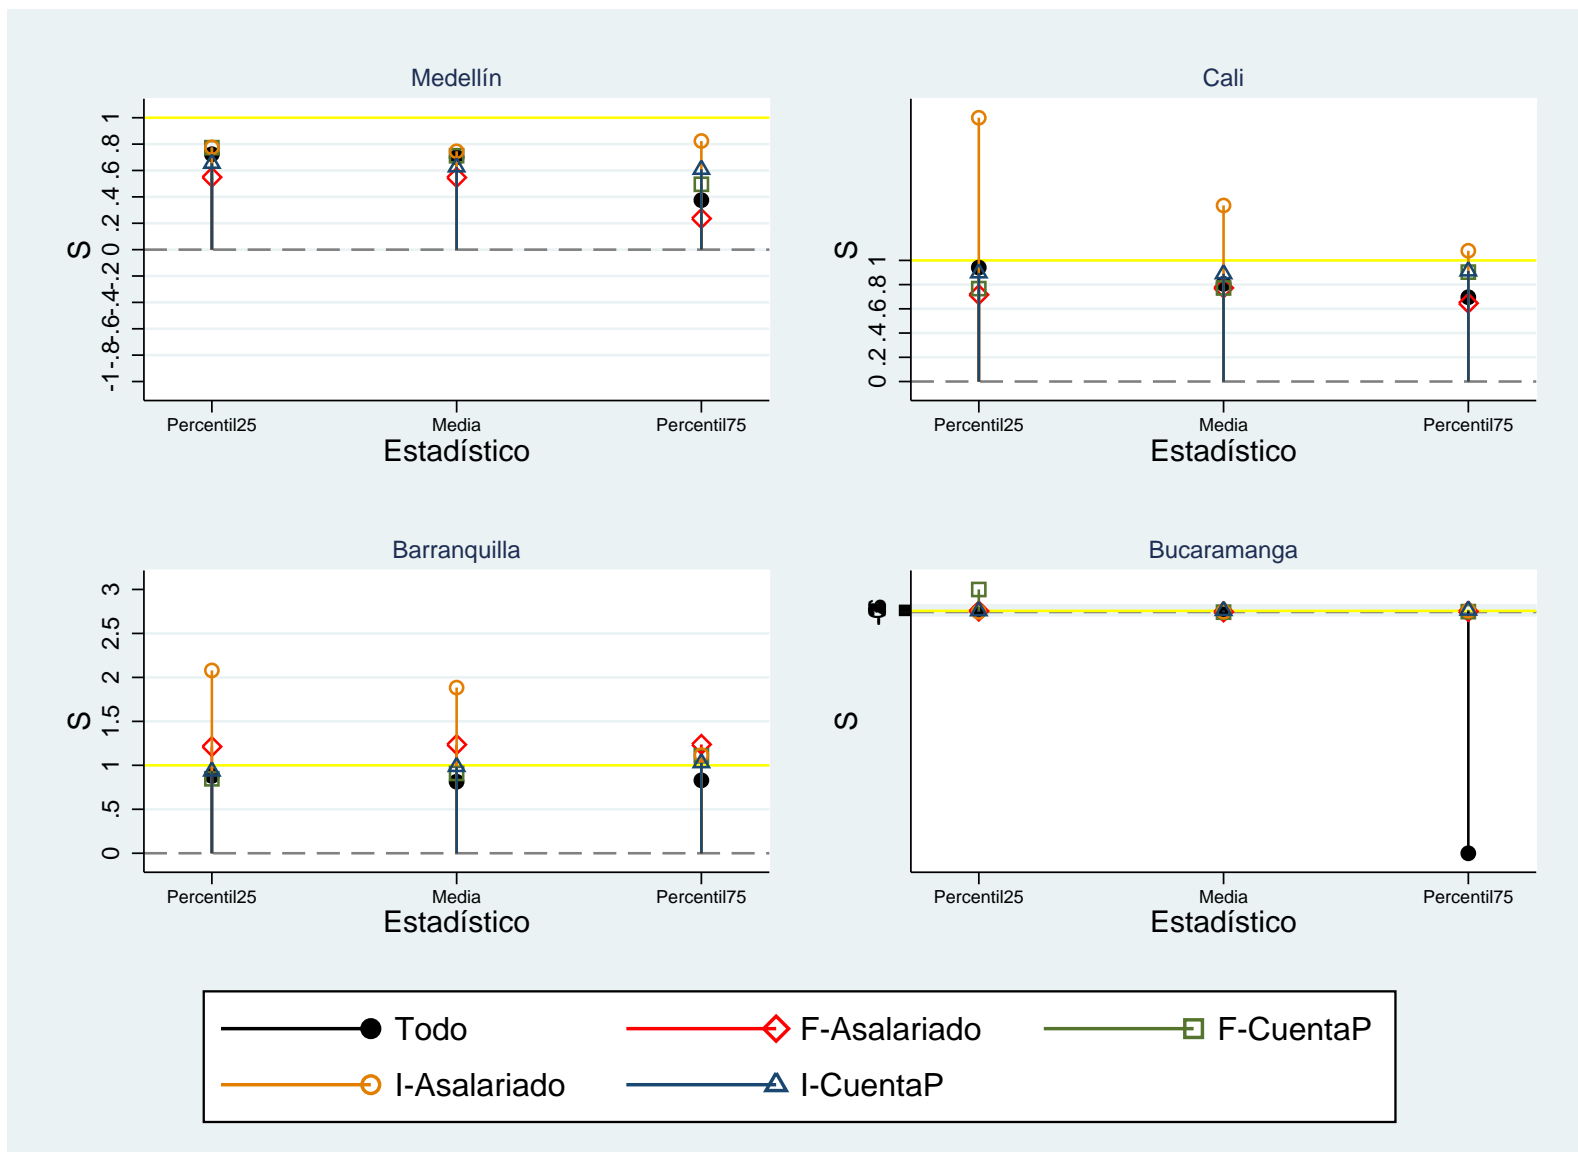 Medellín
S
-1 -.8 -.6 -.4 -.2 0 .2 .4 .6 .8 1
Percentil25 Media Percentil75
Estadístico
Cali
S
0 .2 .4 .6 .8 1
Percentil25 Media Percentil75
Estadístico
Barranquilla
S
0 .5 1 1.5 2 2.5 3
Percentil25 Media Percentil75
Estadístico
Bucaramanga
S
Percentil25 Media Percentil75
Estadístico
Todo F-Asalariado F-CuentaP
I-Asalariado I-CuentaP